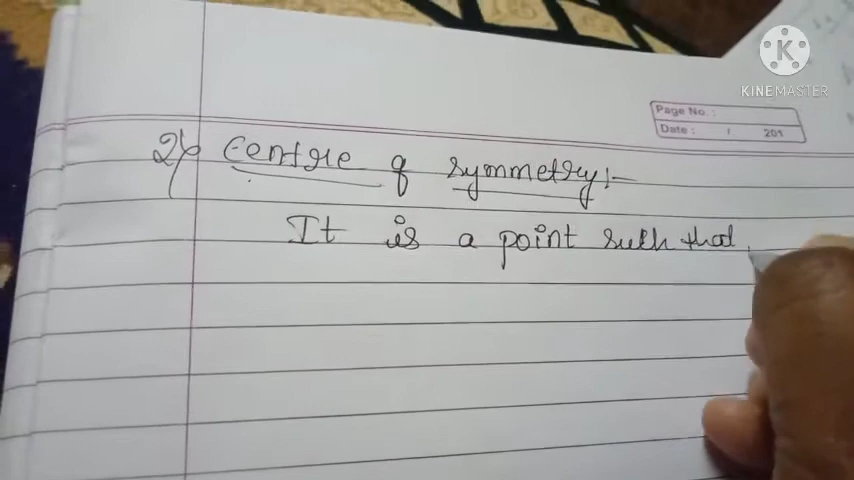 K
KINEMASTER
Page No. :
Date : / 201
2) Centre of symmetry :-
It is a point such that